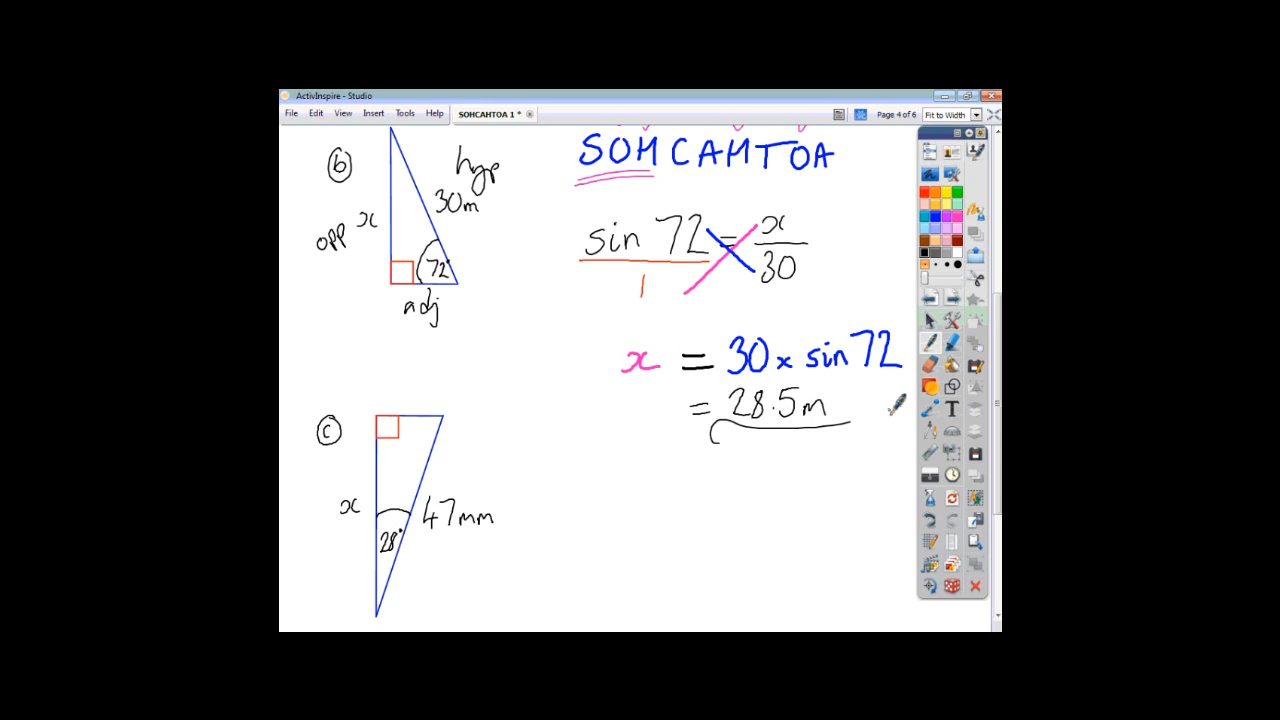 ActivInspire - Studio
File Edit View Insert Tools Help SOHCAHTOA 1 * Page 4 of 6 Fit to Width
b
hyp
30m
x
opp
72°
adj
SOHCAHTOA
sin 72 = x
30
1
x = 30 x sin 72
= 28.5m
c
x
47mm
28°
T